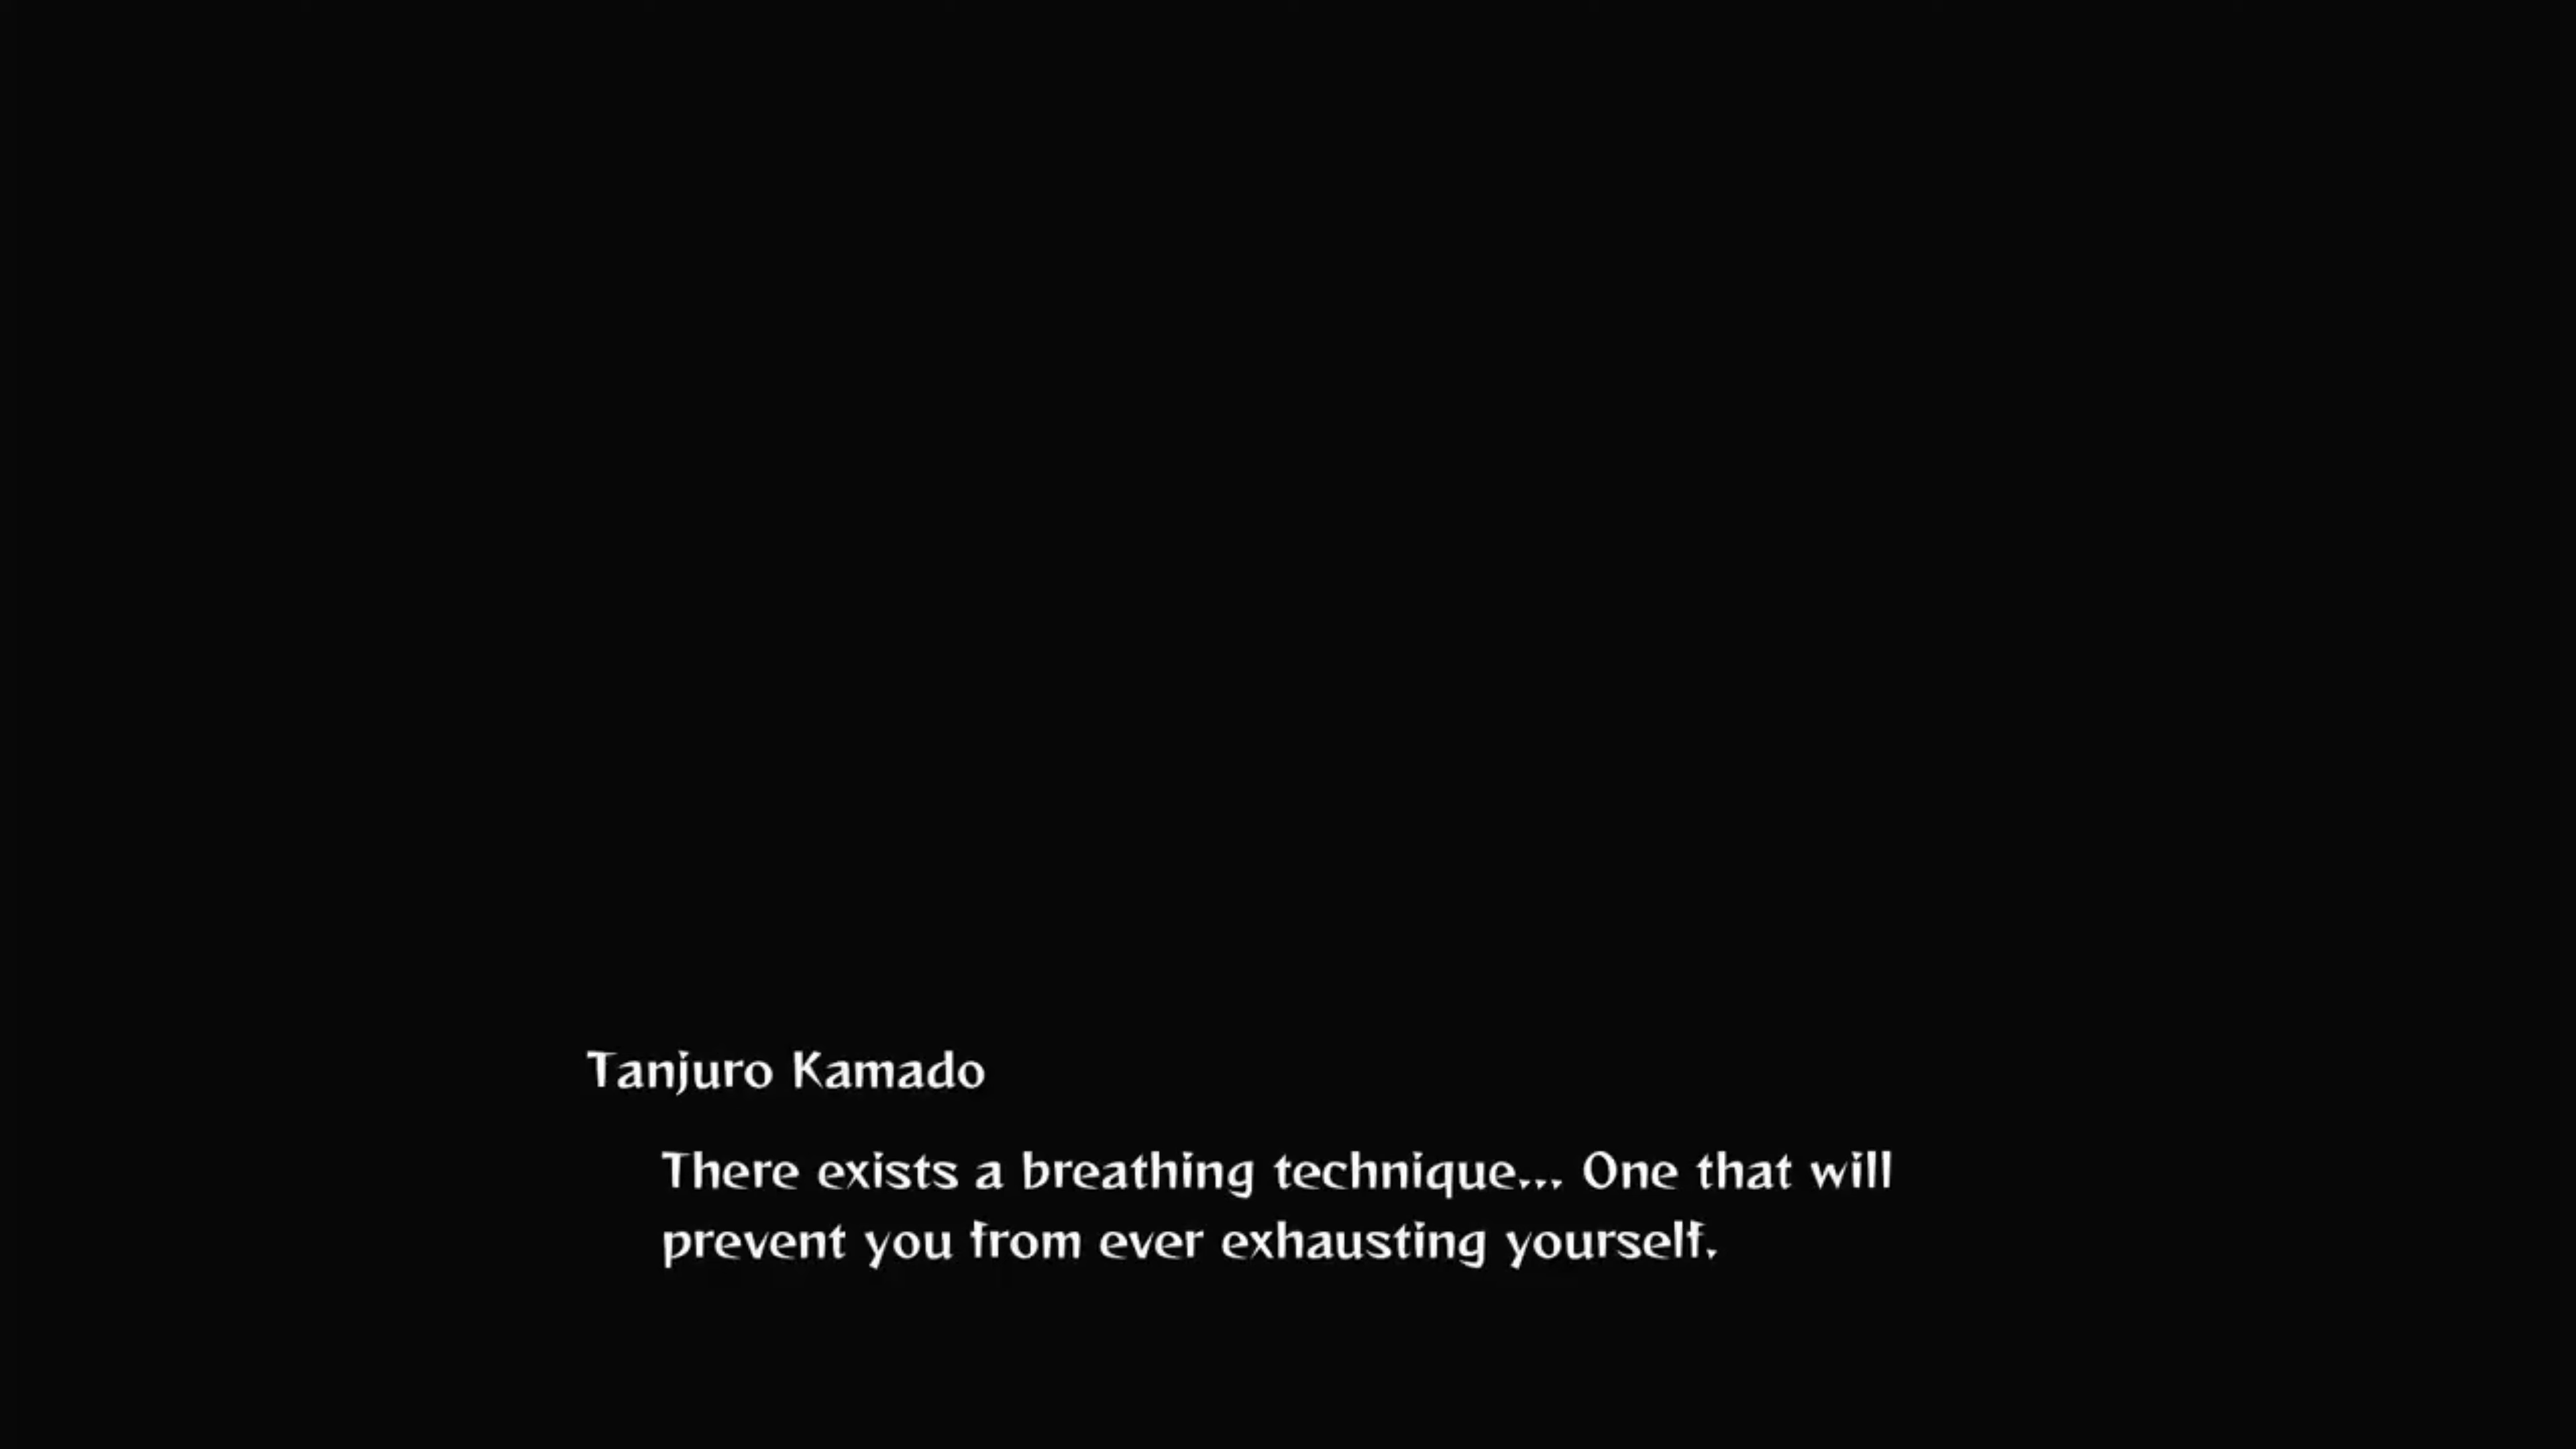 Tanjuro Kamado
There exists a breathing technique... One that will
prevent you from ever exhausting yourself.